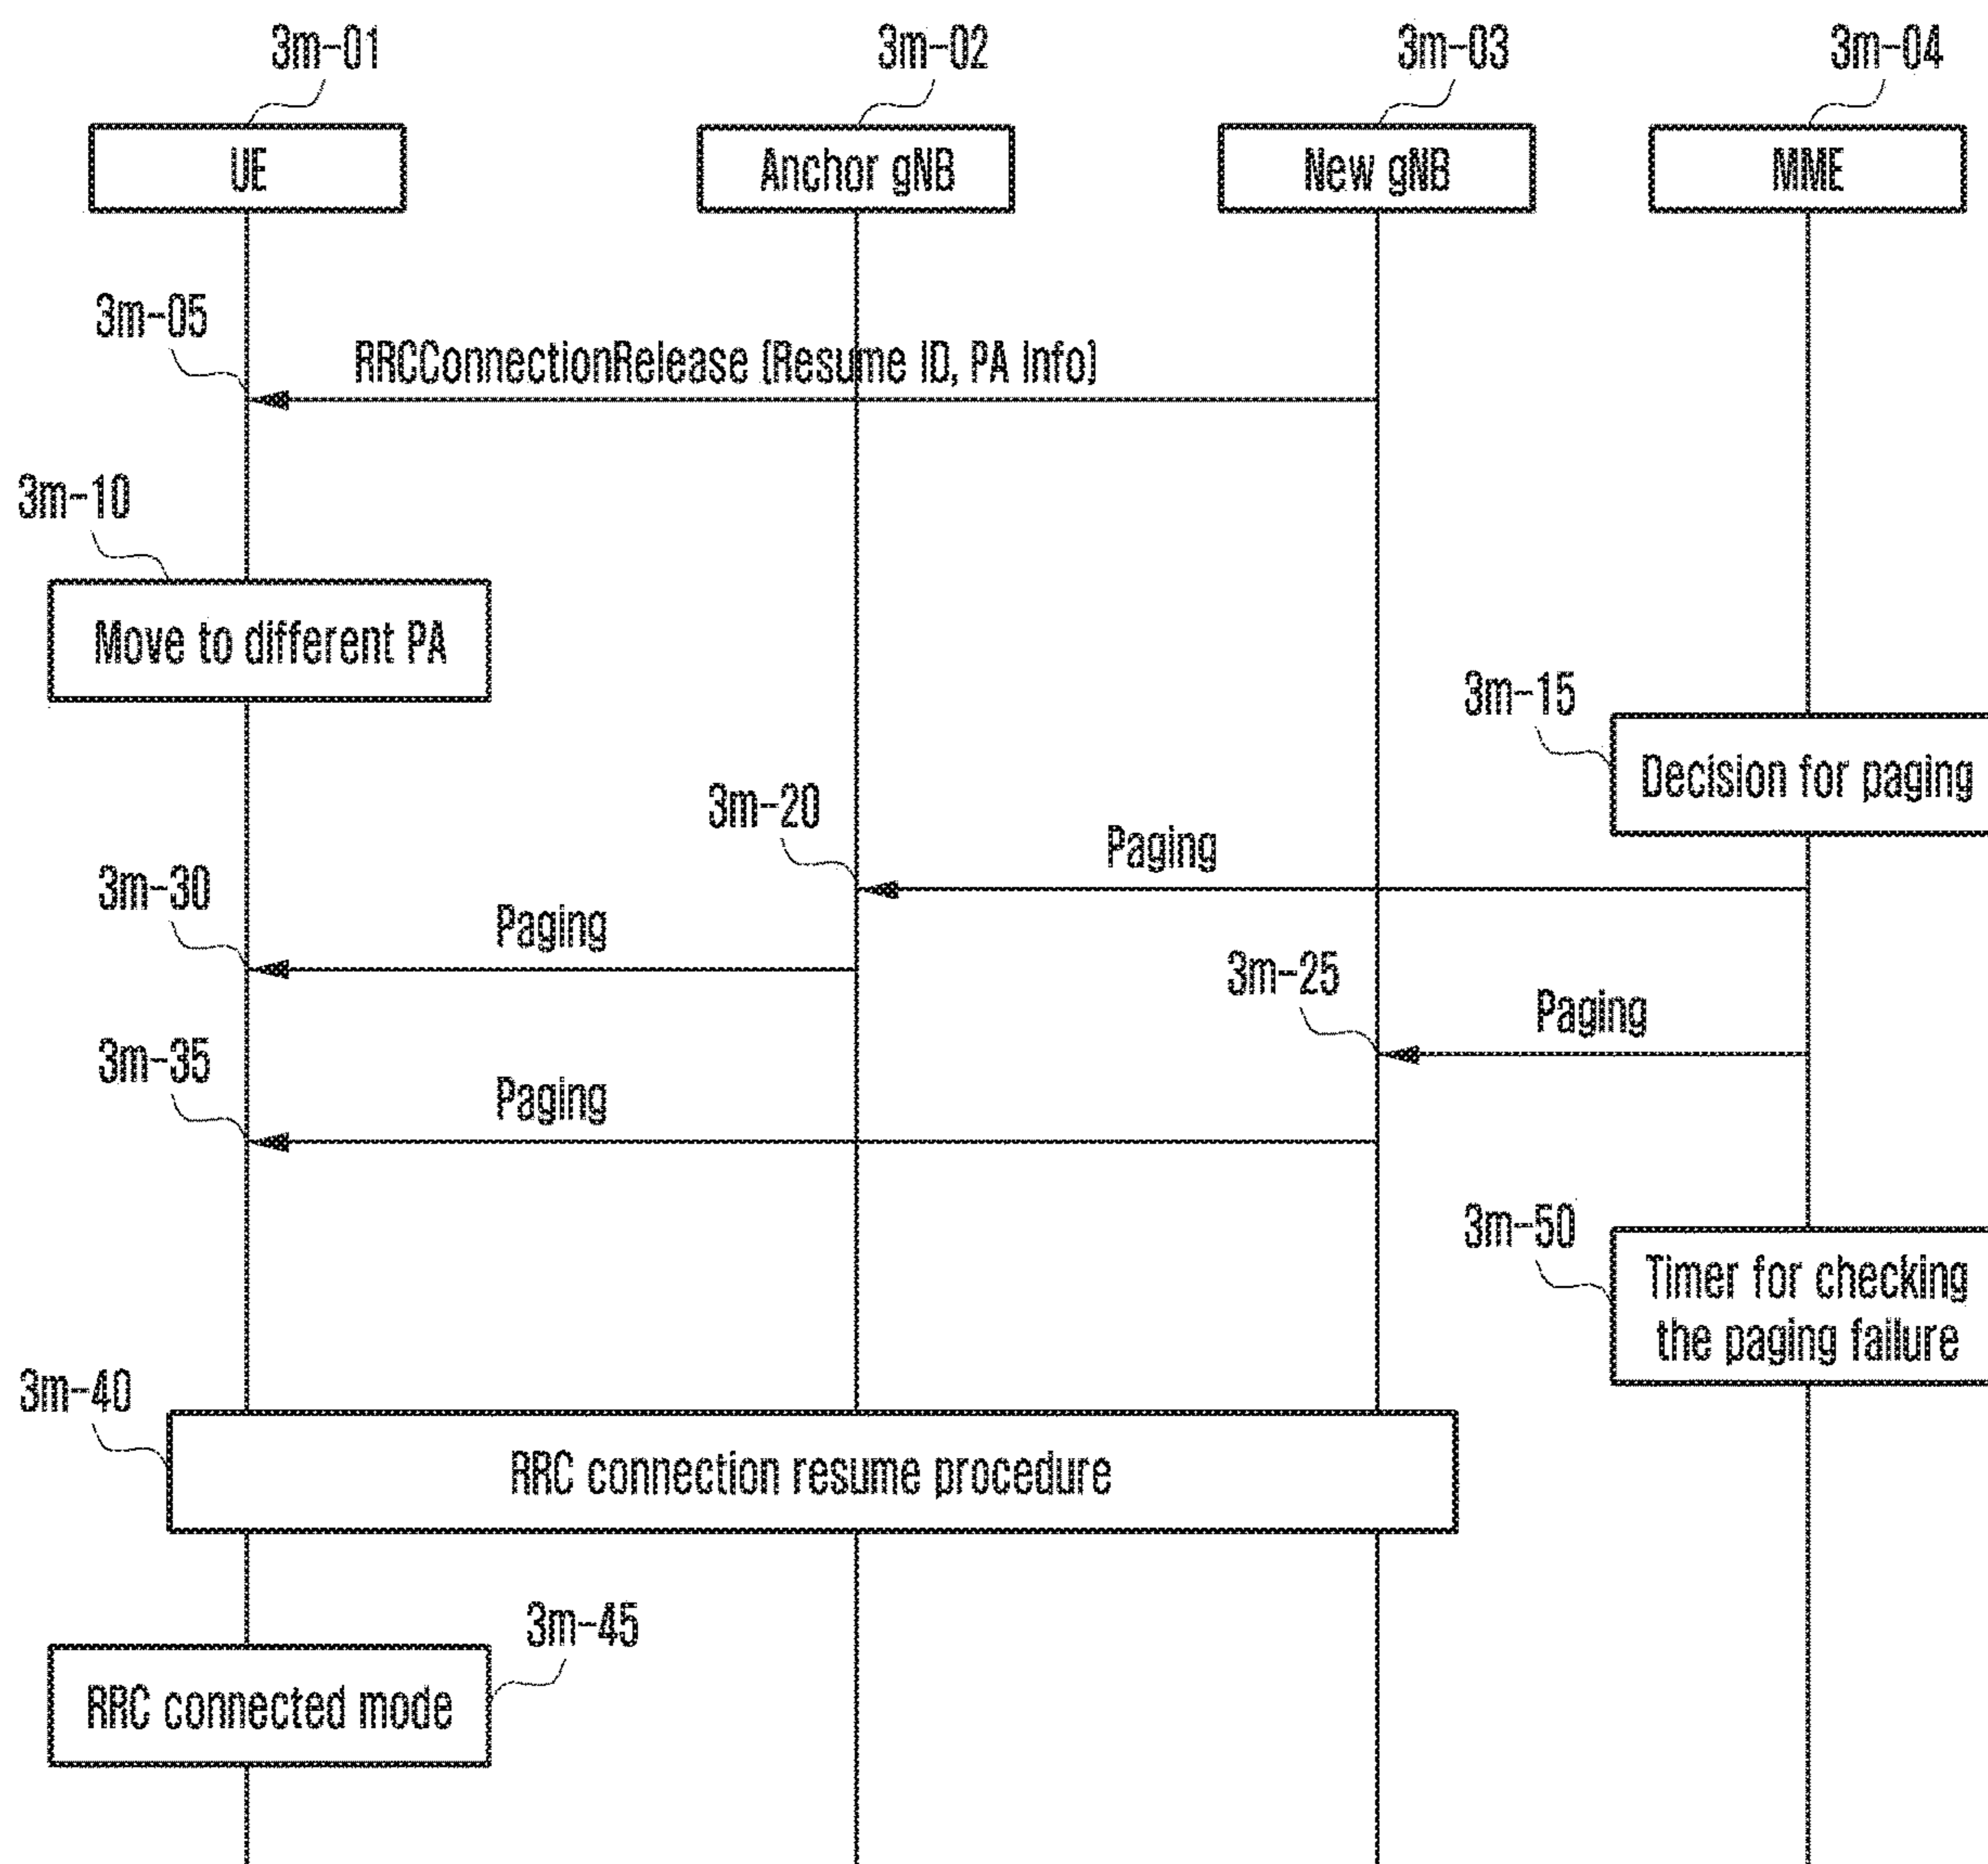 3m-01
3m-02
3m-03
3m-04
UE
Anchor gNB
New gNB
MME
3m-05
RRCConnectionRelease (Resume ID, PA Info)
3m-10
Move to different PA
3m-15
Decision for paging
3m-20
Paging
3m-30
Paging
3m-25
Paging
3m-35
Paging
3m-50
Timer for checking
the paging failure
3m-40
RRC connection resume procedure
3m-45
RRC connected mode